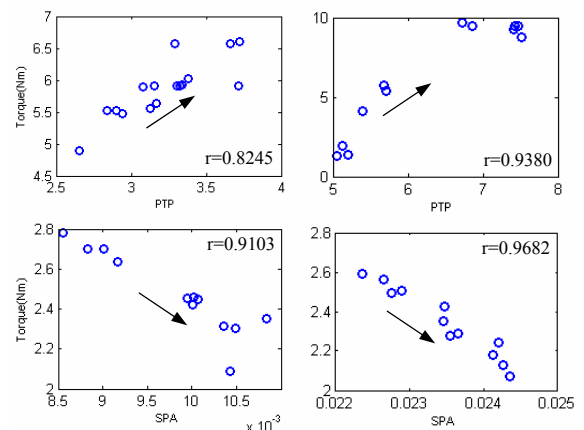 7
6.5
6
5.5
5
4.5
Torque(Nm)
2.5 3 3.5 4
PTP
r=0.8245
10
5
0
5 6 7 8
PTP
r=0.9380
2.8
2.6
2.4
2.2
2
Torque(Nm)
8.5 9 9.5 10 10.5
SPA
x 10-3
r=0.9103
2.8
2.6
2.4
2.2
2
0.022 0.023 0.024 0.025
SPA
r=0.9682